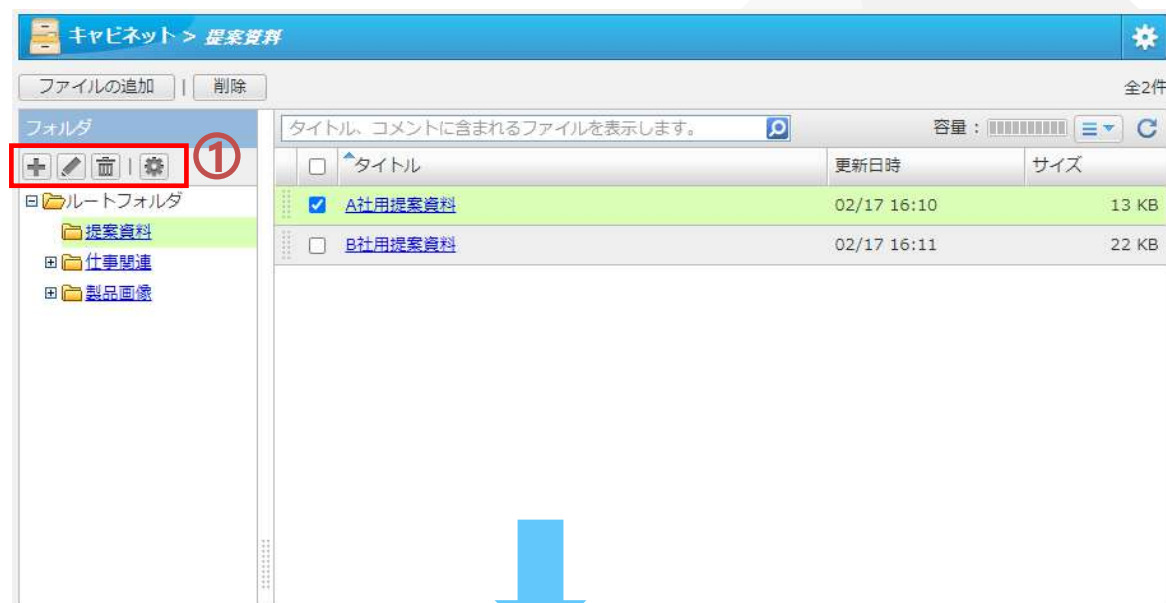 キャビネット > 提案資料
ファイルの追加 | 削除
全2件
フォルダ
タイトル、コメントに含まれるファイルを表示します。
容量:
①
タイトル
更新日時
サイズ
ルートフォルダ
提案資料
仕事関連
製品画像
A社用提案資料
02/17 16:10
13 KB
B社用提案資料
02/17 16:11
22 KB